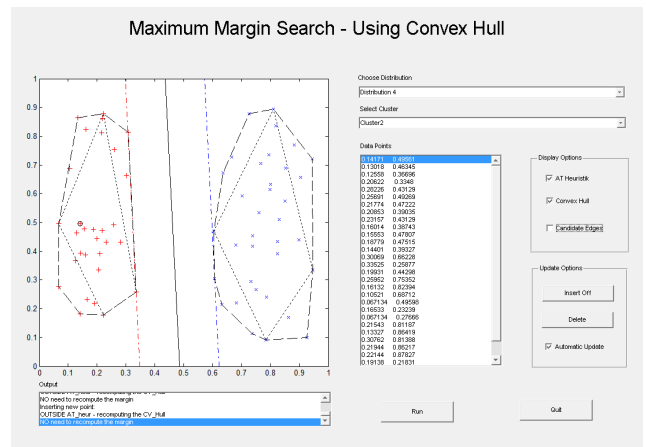 Maximum Margin Search - Using Convex Hull
Choose Distribution
Distribution 4
Select Cluster
Cluster2
Data Points
0.14171 0.49561
0.13018 0.46345
0.12558 0.36696
0.20622 0.3348
0.28226 0.43129
0.25691 0.49269
0.21774 0.47222
0.20853 0.39035
0.23157 0.43129
0.16014 0.38743
0.15553 0.47807
0.18779 0.47515
0.14401 0.39327
0.30069 0.66228
0.33525 0.25877
0.19931 0.44298
0.25952 0.75352
0.16132 0.82394
0.10521 0.68712
0.067134 0.49598
0.16533 0.23239
0.067134 0.27666
0.21543 0.81187
0.13327 0.86419
0.30762 0.81388
0.21944 0.86217
0.22144 0.87827
0.19138 0.21831
Display Options
AT Heuristik
Convex Hull
Candidate Edges
Update Options
Insert Off
Delete
Automatic Update
1
0.9
0.8
0.7
0.6
0.5
0.4
0.3
0.2
0.1
0
0 0.1 0.2 0.3 0.4 0.5 0.6 0.7 0.8 0.9 1
Output
NO need to recompute the margin
Inserting new point:
OUTSIDE AT_heur - recomputing the CV_Hull
NO need to recompute the margin
Run
Quit